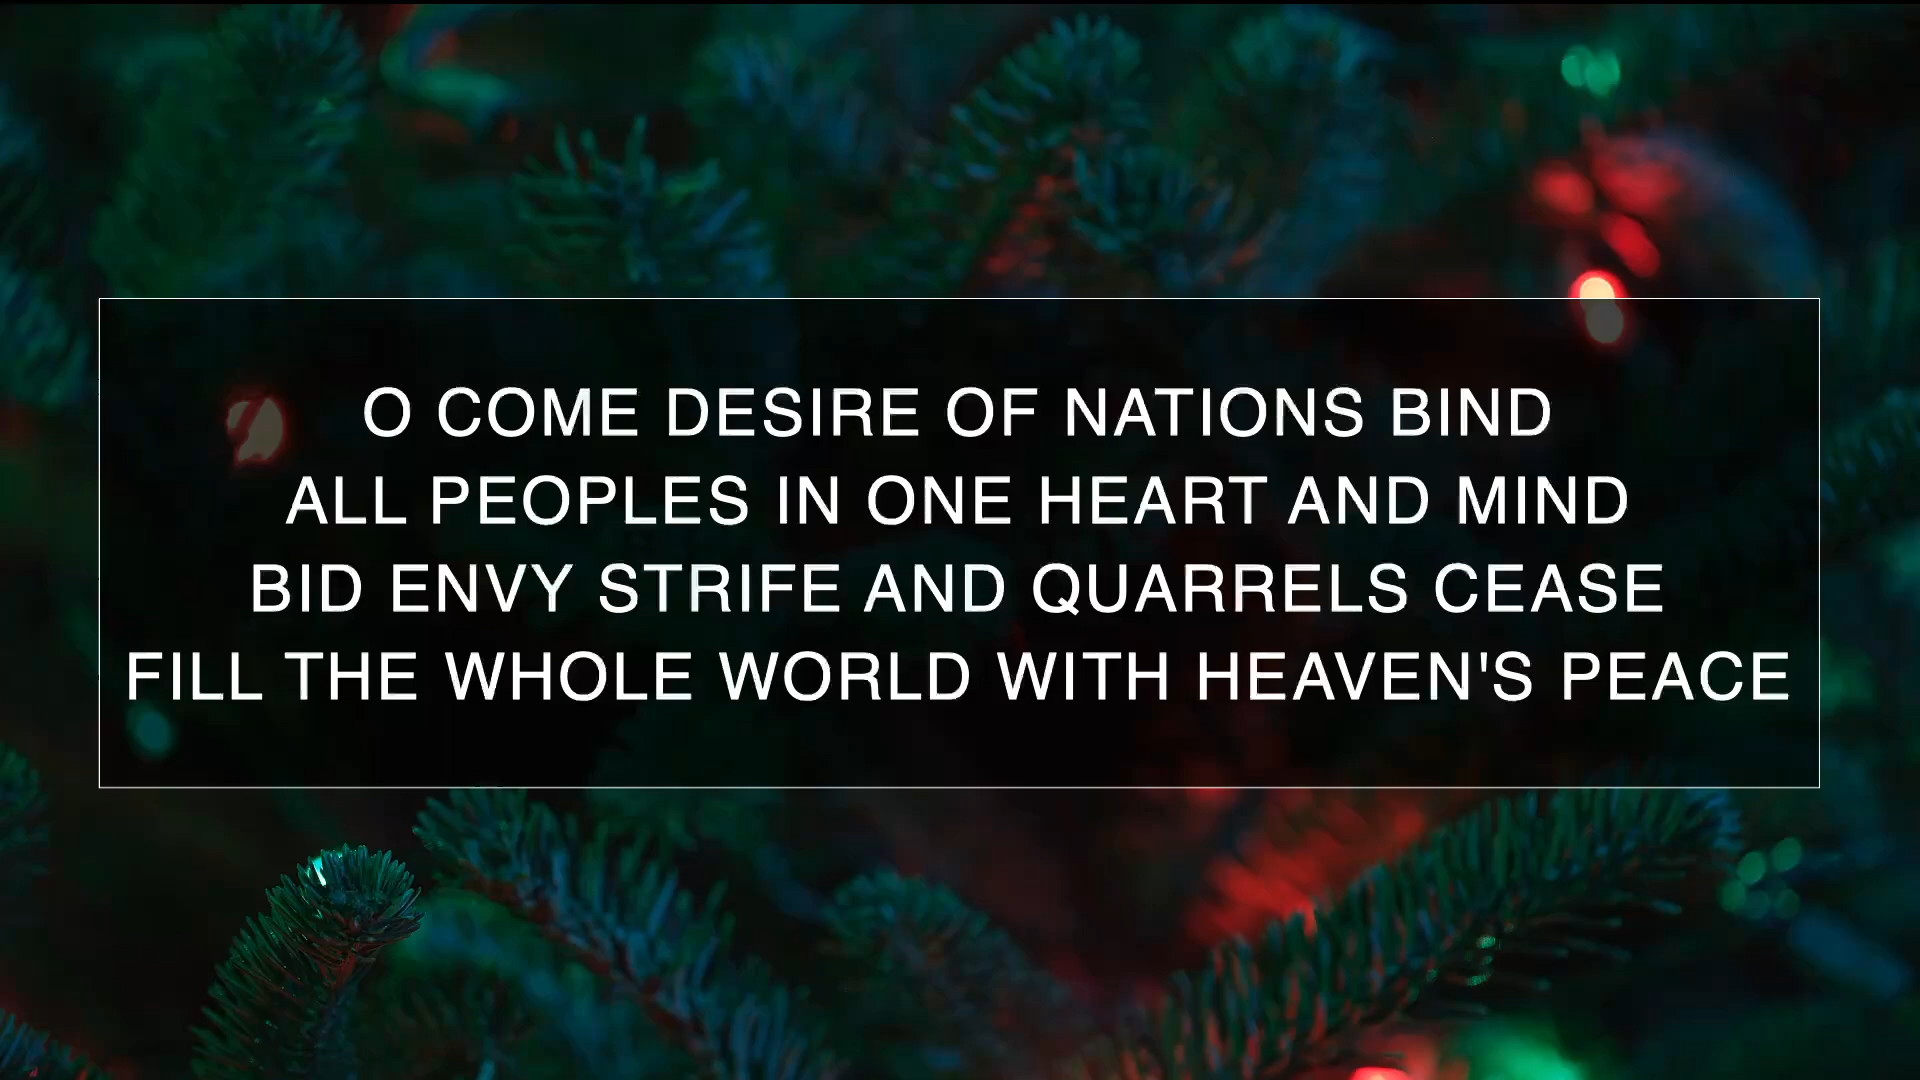 O COME DESIRE OF NATIONS BIND
ALL PEOPLES IN ONE HEART AND MIND
BID ENVY STRIFE AND QUARRELS CEASE
FILL THE WHOLE WORLD WITH HEAVEN'S PEACE